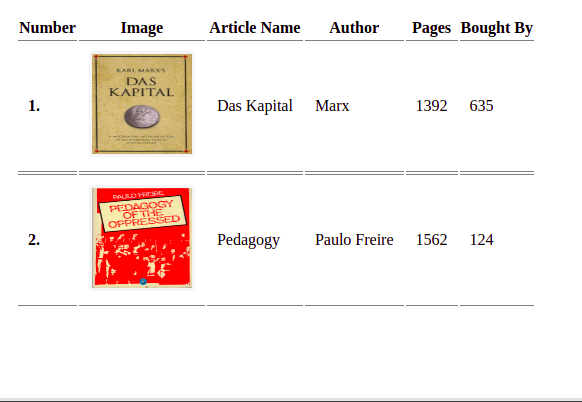 Number Image Article Name Author Pages Bought By
KARL MARX'S
DAS
KAPITAL
1. Das Kapital Marx 1392 635
PAULO FREIRE
PEDAGOGY
OF THE
OPPRESSED
2. Pedagogy Paulo Freire 1562 124